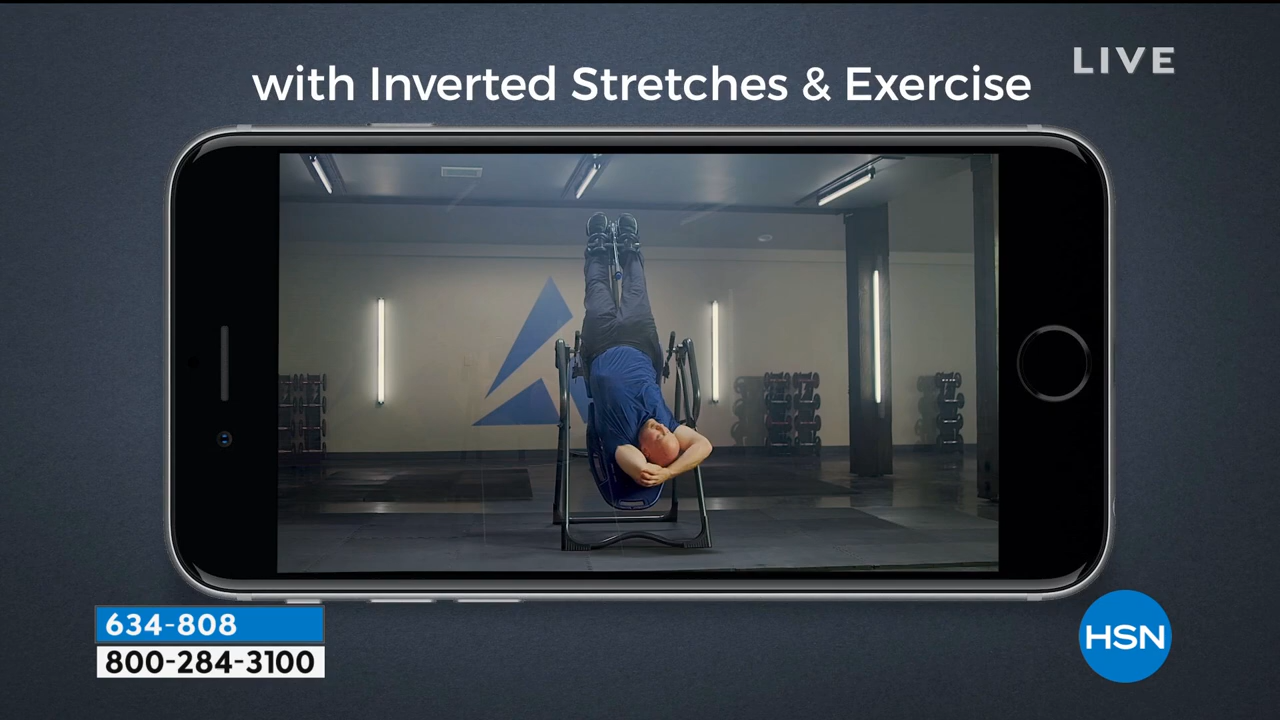 LIVE
with Inverted Stretches & Exercise
634-808
800-284-3100
HSN